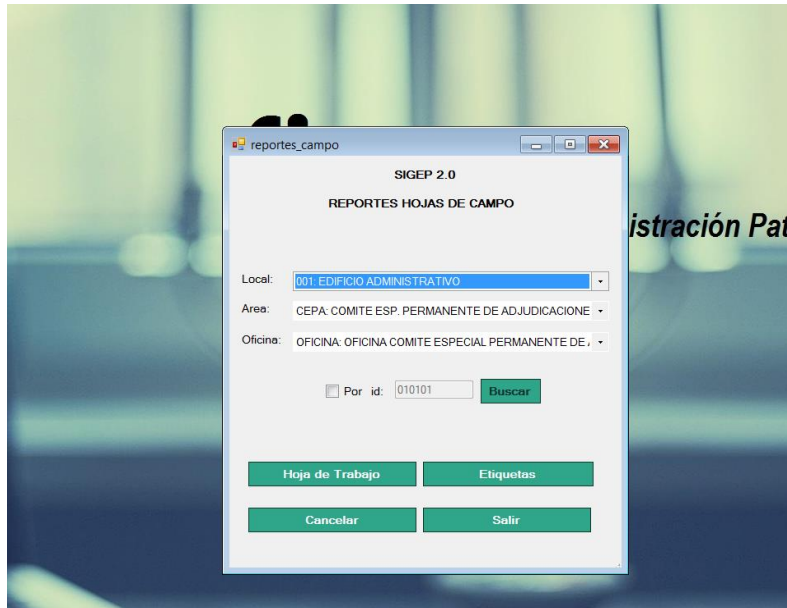 reportes_campo
SIGEP 2.0
REPORTES HOJAS DE CAMPO
istración Pat
Local: 001: EDIFICIO ADMINISTRATIVO
Area: CEPA: COMITE ESP. PERMANENTE DE ADJUDICACIONE
Oficina: OFICINA: OFICINA COMITE ESPECIAL PERMANENTE DE
Por id: 010101 Buscar
Hoja de Trabajo Etiquetas
Cancelar Salir